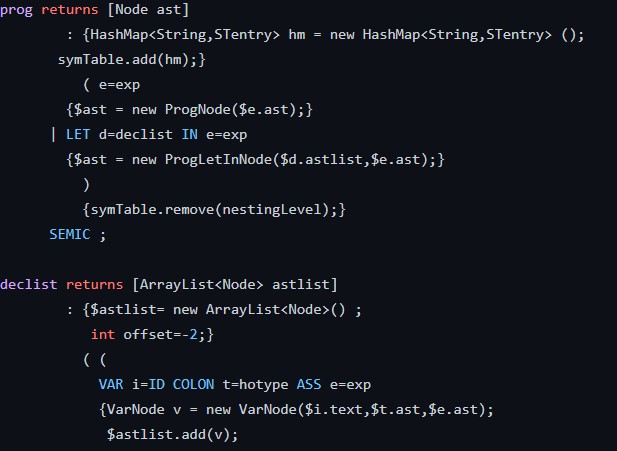 prog returns [Node ast]
: {HashMap<String,STentry> hm = new HashMap<String,STentry> ();
symTable.add(hm);}
( e=exp
{$ast = new ProgNode($e.ast);}
| LET d=declist IN e=exp
{$ast = new ProgLetInNode($d.astlist,$e.ast);}
)
{symTable.remove(nestingLevel);}
SEMIC ;
declist returns [ArrayList<Node> astlist]
: {$astlist= new ArrayList<Node>() ;
int offset=-2;}
( (
VAR i=ID COLON t=hotype ASS e=exp
{VarNode v = new VarNode($i.text,$t.ast,$e.ast);
$astlist.add(v);